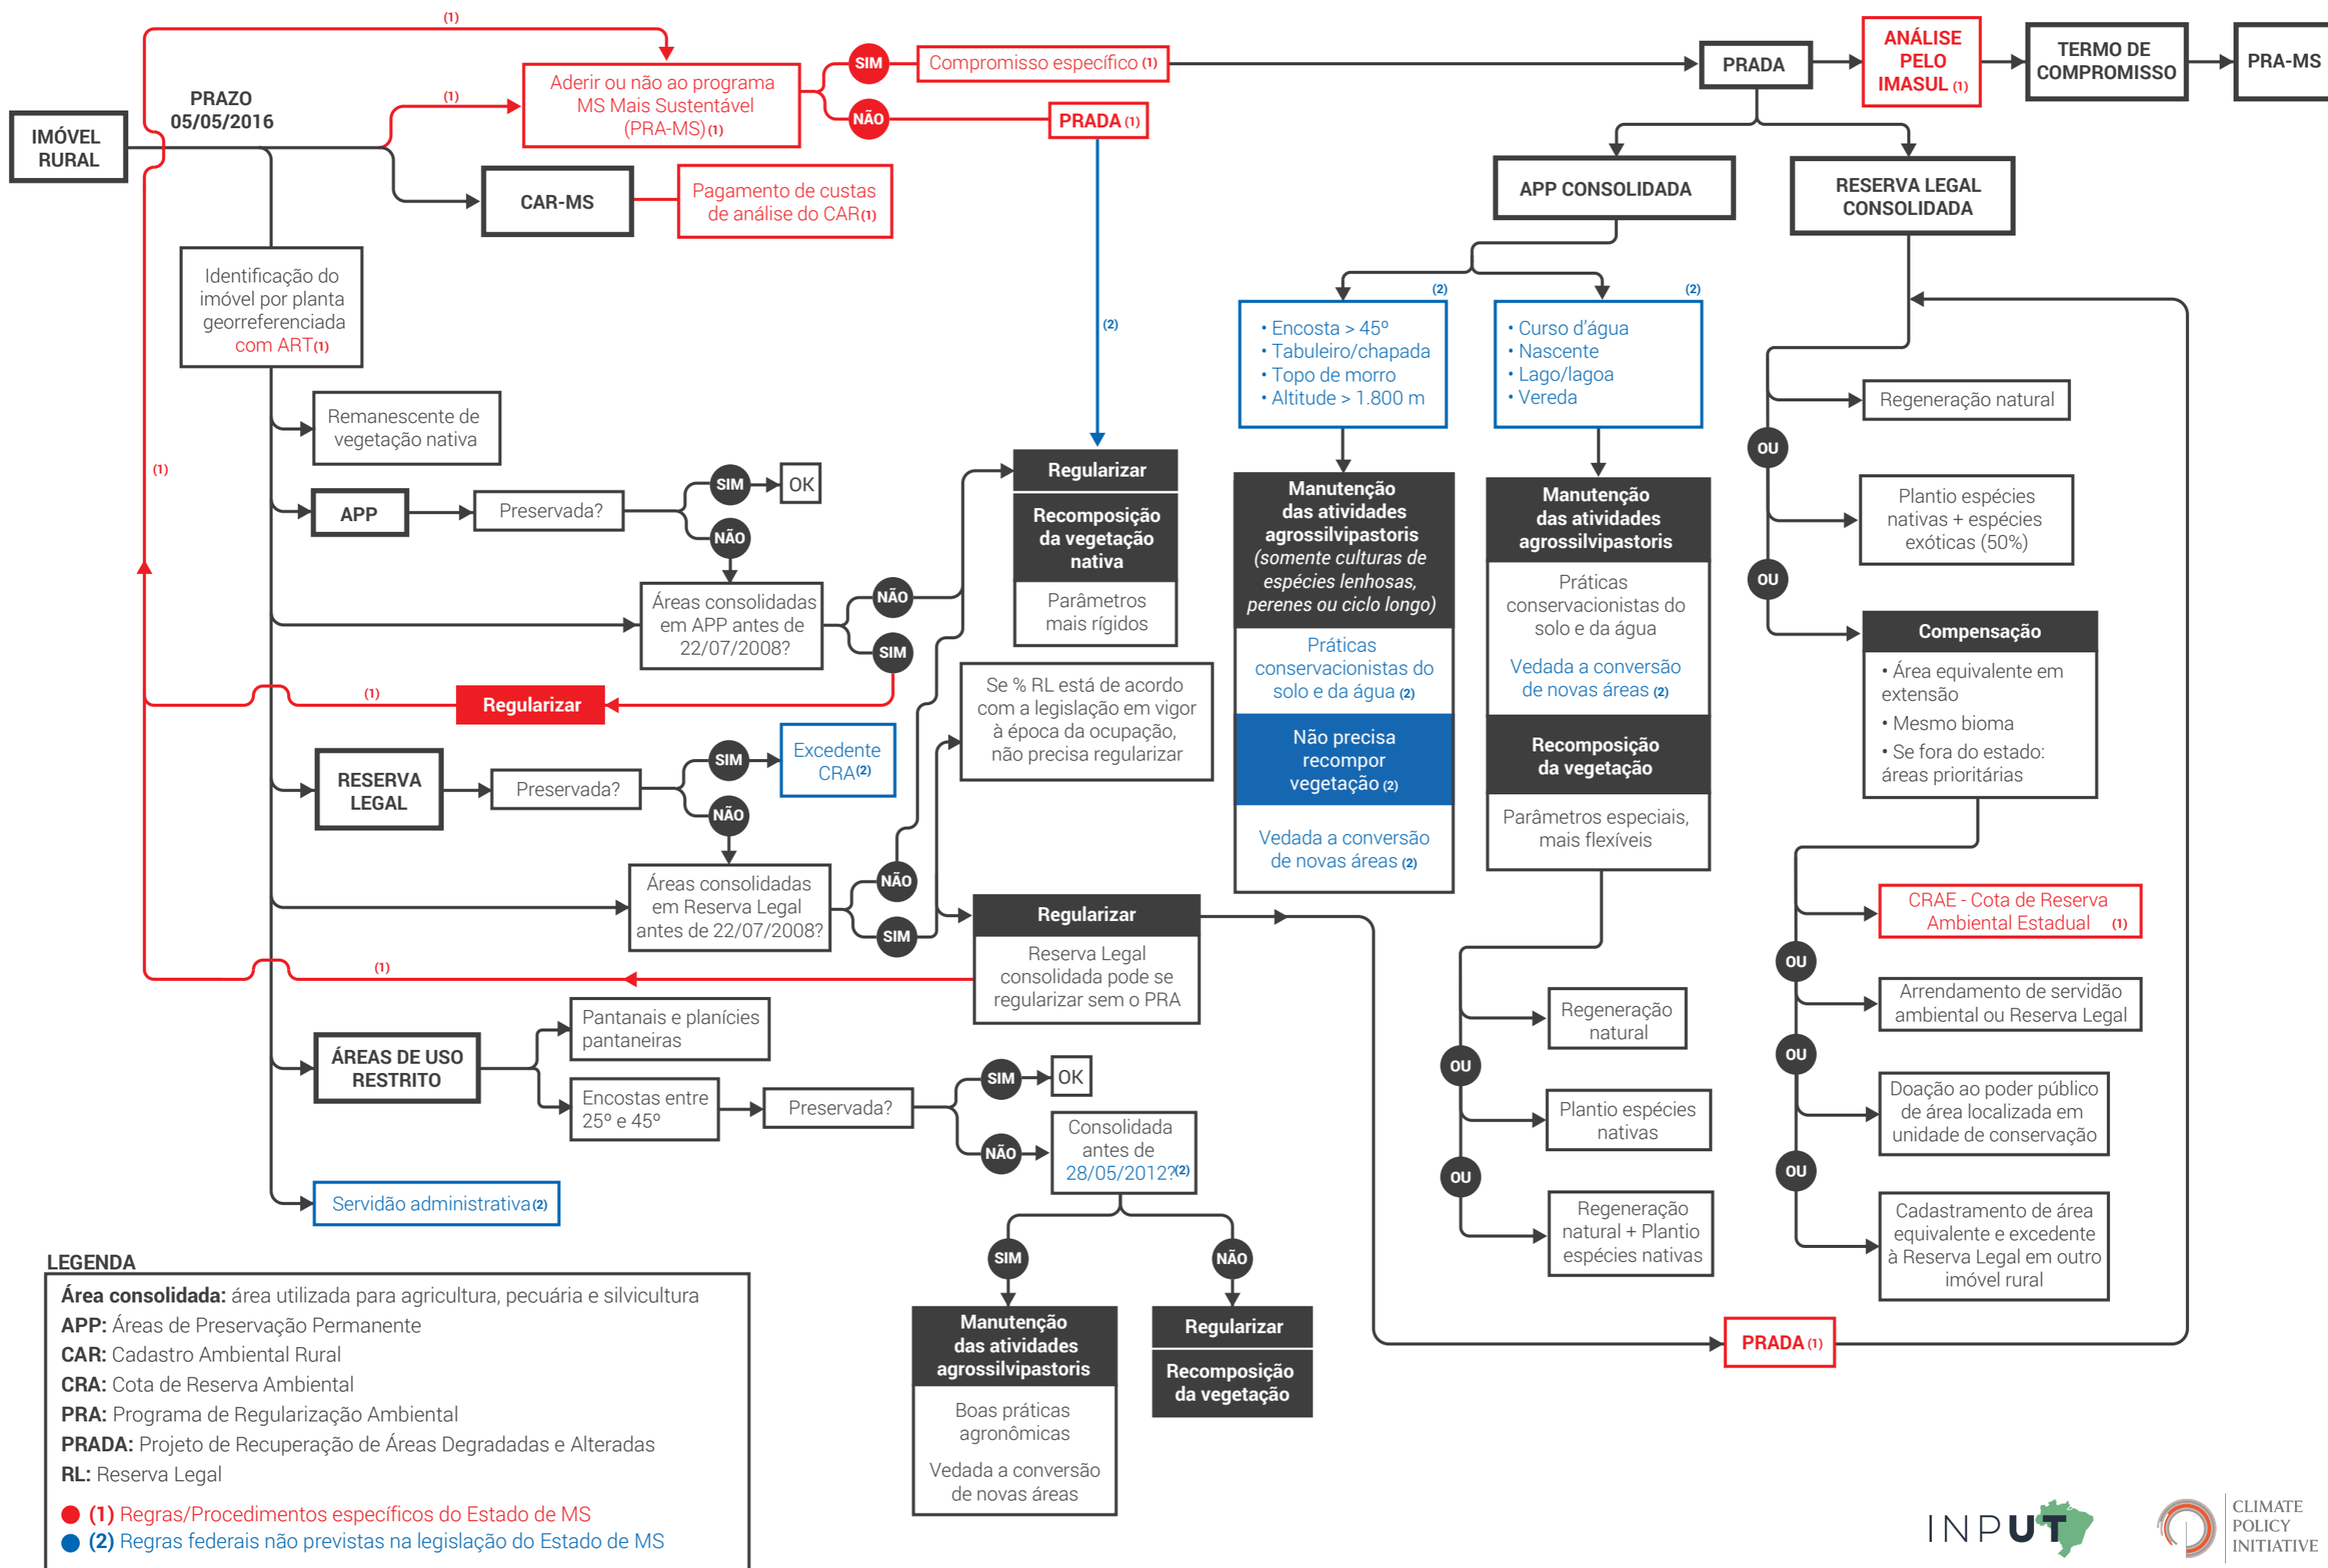 (1)
PRAZO
05/05/2016
IMÓVEL
RURAL
(1)
Aderir ou não ao programa
MS Mais Sustentável
(PRA-MS)(1)
SIM
Compromisso específico (1)
NÃO
PRADA (1)
PRADA
ANÁLISE
PELO
IMASUL (1)
TERMO DE
COMPROMISSO
PRA-MS
CAR-MS
Pagamento de custas
de análise do CAR(1)
APP CONSOLIDADA
RESERVA LEGAL
CONSOLIDADA
Identificação do
imóvel por planta
georreferenciada
com ART(1)
(2)
(2)
• Encosta > 45º
• Tabuleiro/chapada
• Topo de morro
• Altitude > 1.800 m
(2)
• Curso d'água
• Nascente
• Lago/lagoa
• Vereda
Remanescente de
vegetação nativa
(1)
APP
Preservada?
SIM
OK
NÃO
Áreas consolidadas
em APP antes de
22/07/2008?
NÃO
SIM
Regularizar
Recomposição
da vegetação
nativa
Parâmetros
mais rígidos
(1)
Regularizar
Se % RL está de acordo
com a legislação em vigor
à época da ocupação,
não precisa regularizar
RESERVA
LEGAL
Preservada?
SIM
Excedente
CRA(2)
NÃO
Áreas consolidadas
em Reserva Legal
antes de 22/07/2008?
NÃO
SIM
Regularizar
Reserva Legal
consolidada pode se
regularizar sem o PRA
(1)
Manutenção
das atividades
agrossilvipastoris
(somente culturas de
espécies lenhosas,
perenes ou ciclo longo)
Práticas
conservacionistas do
solo e da água (2)
Não precisa
recompor
vegetação (2)
Vedada a conversão
de novas áreas (2)
Manutenção
das atividades
agrossilvipastoris
Práticas
conservacionistas do
solo e da água
Vedada a conversão
de novas áreas (2)
Recomposição
da vegetação
Parâmetros especiais,
mais flexíveis
Regeneração
natural
OU
Plantio espécies
nativas
OU
Regeneração
natural + Plantio
espécies nativas
Regeneração natural
OU
Plantio espécies
nativas + espécies
exóticas (50%)
OU
Compensação
• Área equivalente em
extensão
• Mesmo bioma
• Se fora do estado:
áreas prioritárias
CRAE - Cota de Reserva
Ambiental Estadual (1)
OU
Arrendamento de servidão
ambiental ou Reserva Legal
OU
Doação ao poder público
de área localizada em
unidade de conservação
OU
Cadastramento de área
equivalente e excedente
à Reserva Legal em outro
imóvel rural
PRADA (1)
ÁREAS DE USO
RESTRITO
Pantanais e planícies
pantaneiras
Encostas entre
25º e 45º
Preservada?
SIM
OK
NÃO
Consolidada
antes de
28/05/2012?(2)
SIM
NÃO
Manutenção
das atividades
agrossilvipastoris
Boas práticas
agronômicas
Vedada a conversão
de novas áreas
Regularizar
Recomposição
da vegetação
Servidão administrativa(2)
LEGENDA
Área consolidada: área utilizada para agricultura, pecuária e silvicultura
APP: Áreas de Preservação Permanente
CAR: Cadastro Ambiental Rural
CRA: Cota de Reserva Ambiental
PRA: Programa de Regularização Ambiental
PRADA: Projeto de Recuperação de Áreas Degradadas e Alteradas
RL: Reserva Legal
(1) Regras/Procedimentos específicos do Estado de MS
(2) Regras federais não previstas na legislação do Estado de MS
INPUT
CLIMATE
POLICY
INITIATIVE